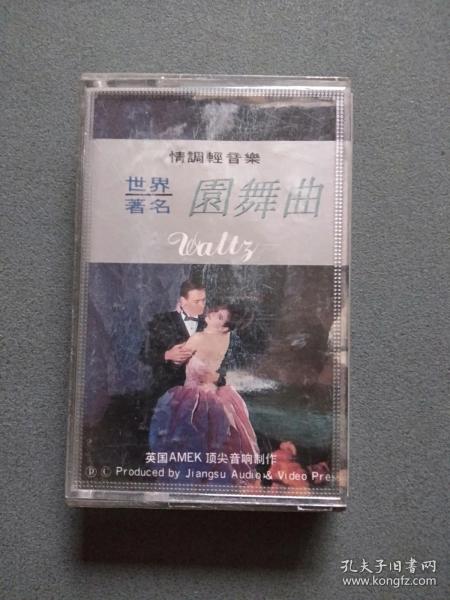 情調輕音樂
世界
著名
園舞曲
Waltz
英国AMEK 顶尖音响制作
Ⓟ Ⓒ Produced by Jiangsu Audio & Video Pre
孔夫子旧书网
www.kongfz.com